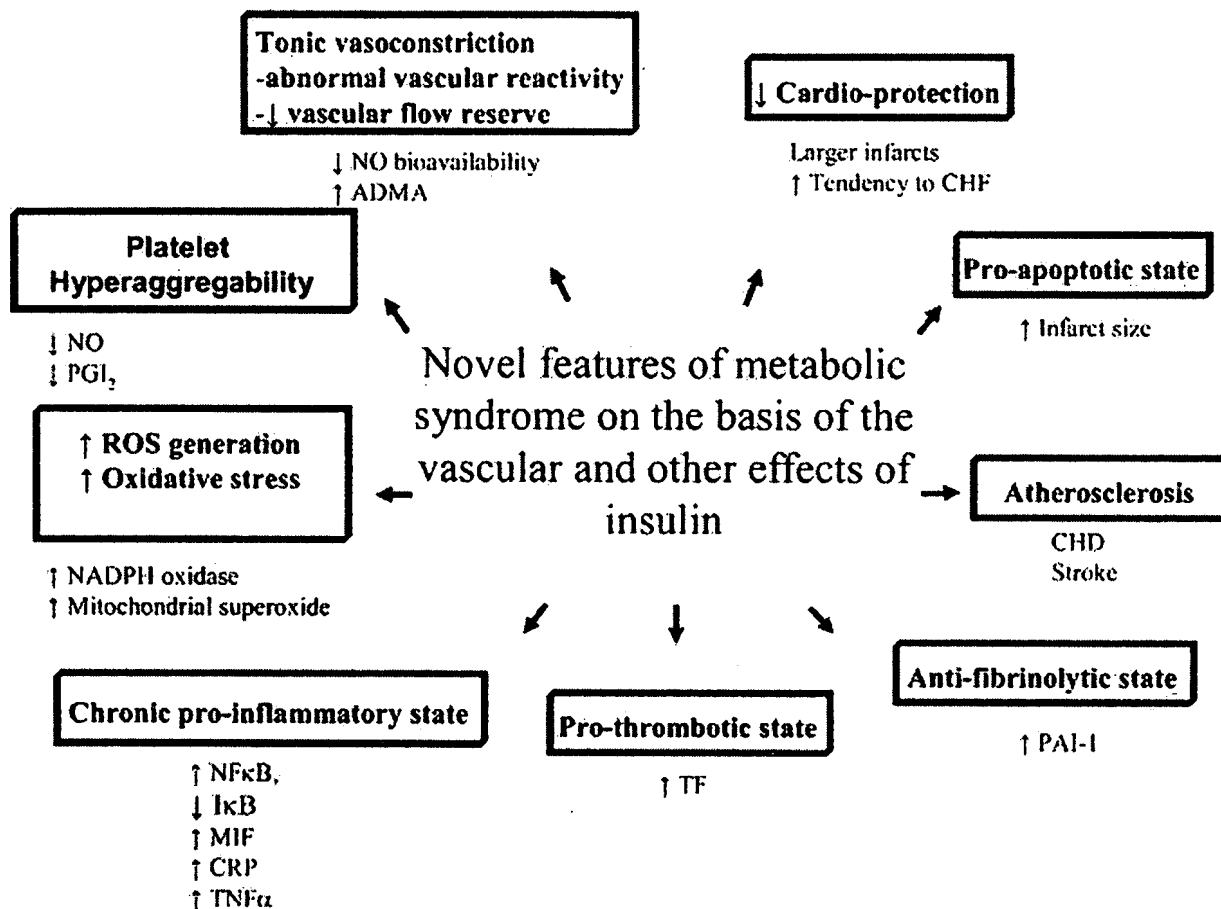 Tonic vasoconstriction
-abnormal vascular reactivity
-↓ vascular flow reserve
↓ NO bioavailability
↑ ADMA
↓ Cardio-protection
Larger infarcts
↑ Tendency to CHF
Platelet
Hyperaggregability
↓ NO
↓ PGI₂
Pro-apoptotic state
↑ Infarct size
Novel features of metabolic
syndrome on the basis of the
vascular and other effects of
insulin
↑ ROS generation
↑ Oxidative stress
↑ NADPH oxidase
↑ Mitochondrial superoxide
Atherosclerosis
CHD
Stroke
Chronic pro-inflammatory state
↑ NFκB,
↓ IκB
↑ MIF
↑ CRP
↑ TNFα
Pro-thrombotic state
↑ TF
Anti-fibrinolytic state
↑ PAI-1